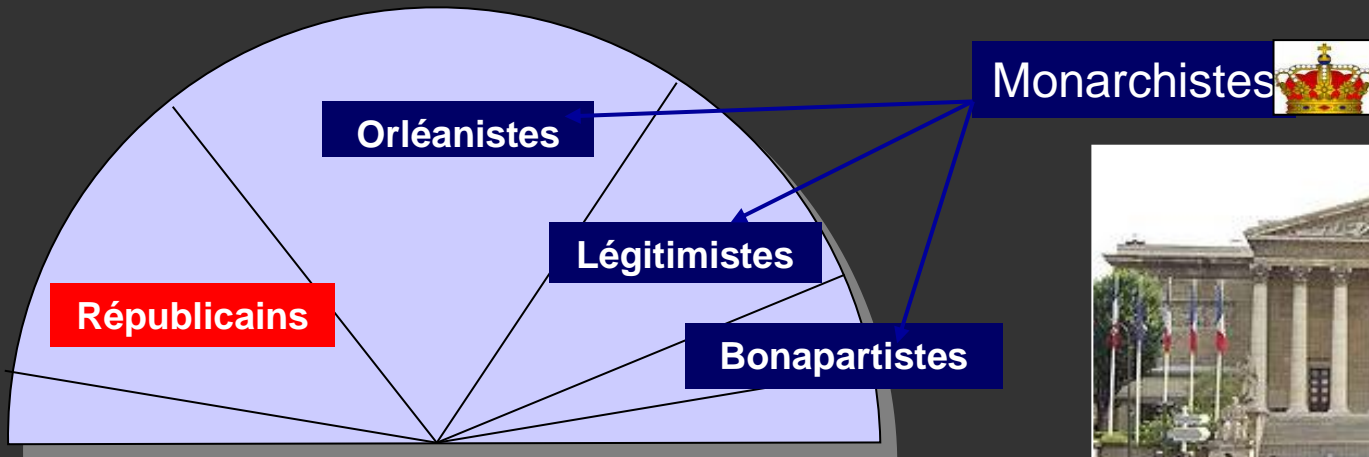 Monarchistes
Orléanistes
Légitimistes
Républicains
Bonapartistes